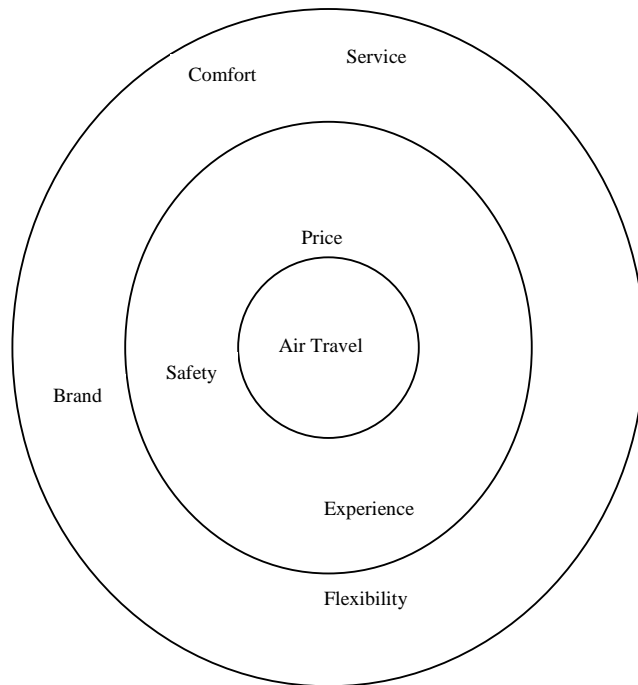 Service
Comfort
Price
Air Travel
Safety
Brand
Experience
Flexibility